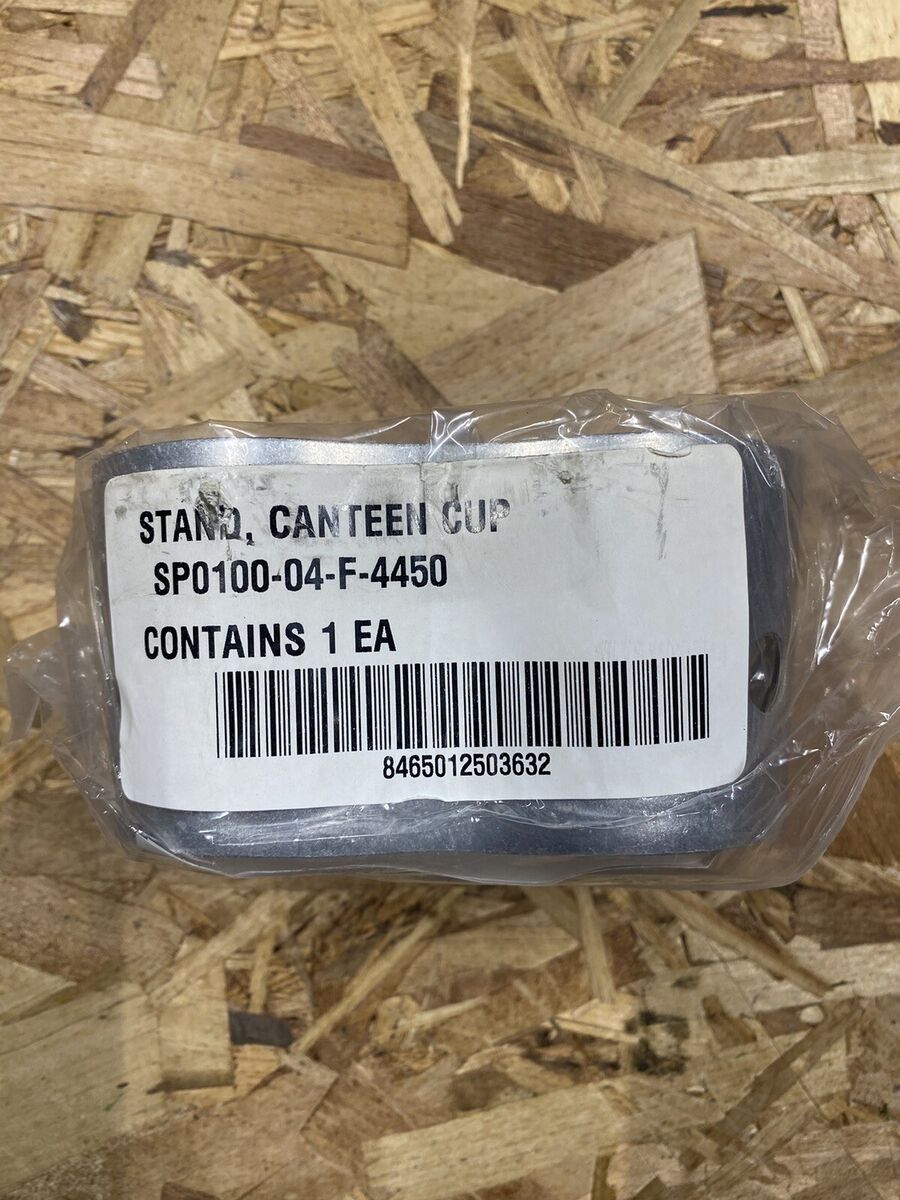 STAND, CANTEEN CUP
SP0100-04-F-4450
CONTAINS 1 EA
8465012503632